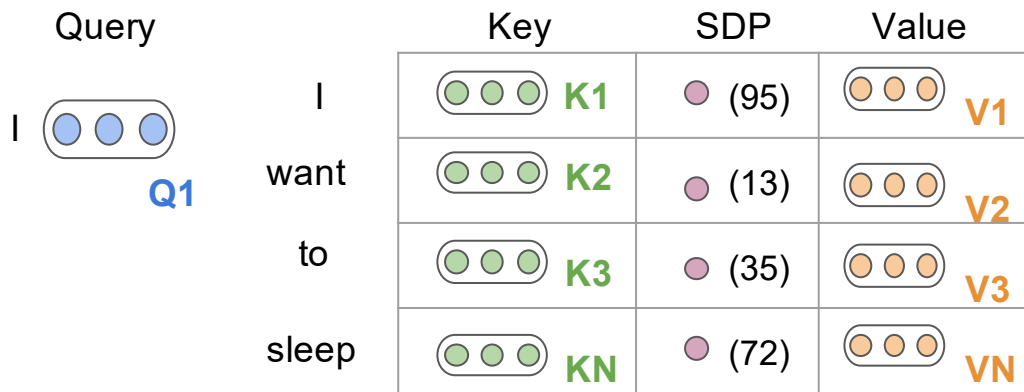 Query Key SDP Value
I K1 (95) V1
I Q1
want K2 (13) V2
to K3 (35) V3
sleep KN (72) VN